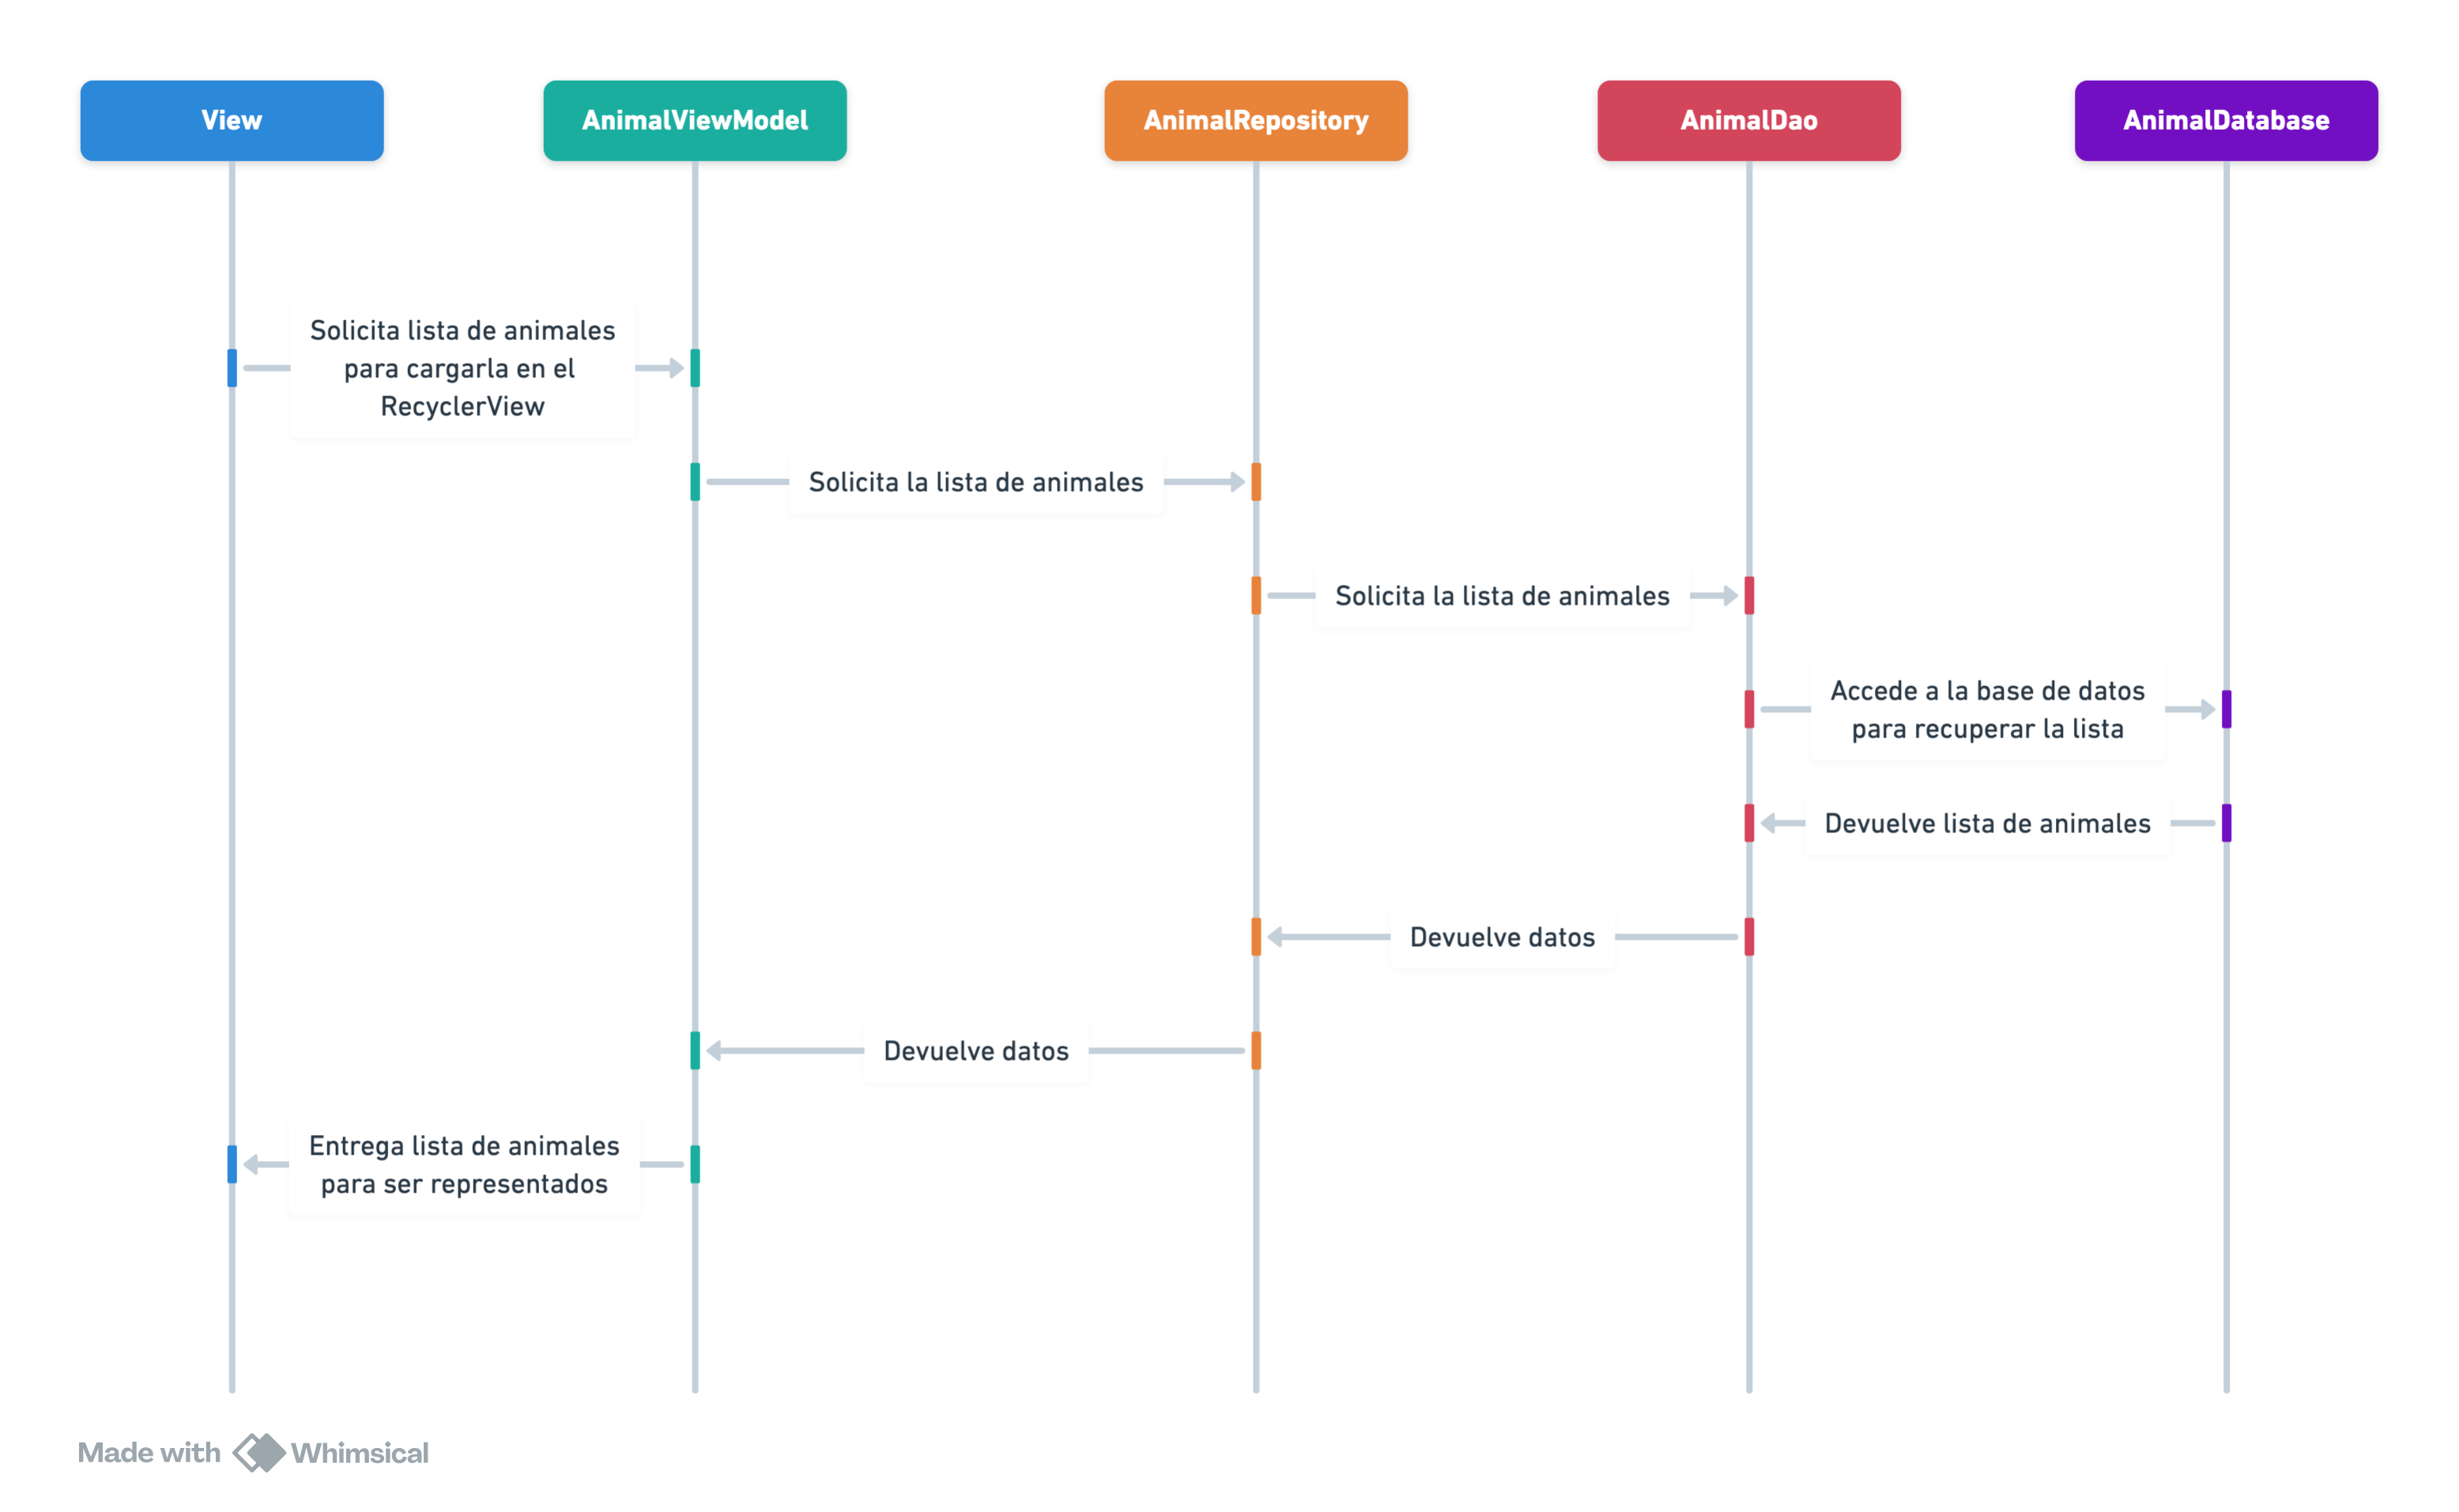 View
AnimalViewModel
AnimalRepository
AnimalDao
AnimalDatabase
Solicita lista de animales
para cargarla en el
RecyclerView
Solicita la lista de animales
Solicita la lista de animales
Accede a la base de datos
para recuperar la lista
Devuelve lista de animales
Devuelve datos
Devuelve datos
Entrega lista de animales
para ser representados
Made with Whimsical